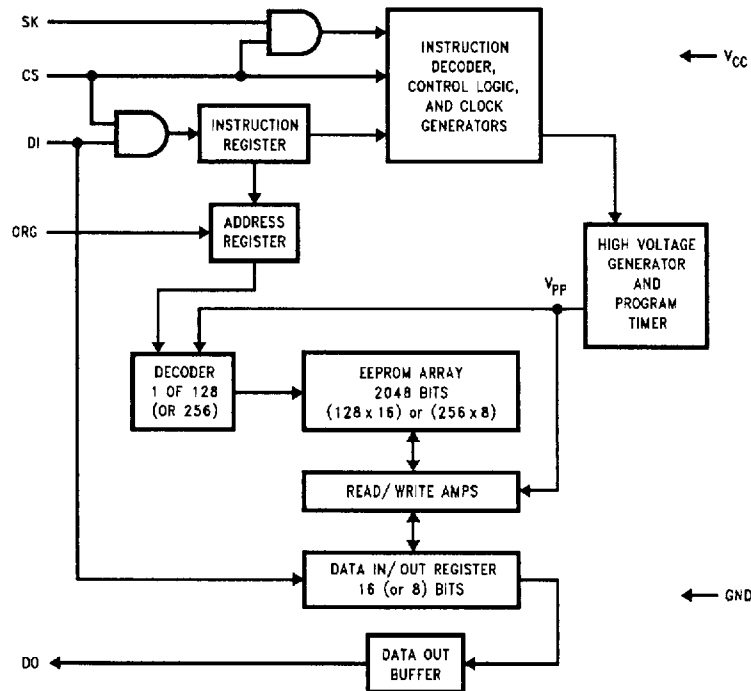 SK
CS
DI
ORG
INSTRUCTION
DECODER,
CONTROL LOGIC,
AND CLOCK
GENERATORS
VCC
INSTRUCTION
REGISTER
ADDRESS
REGISTER
HIGH VOLTAGE
GENERATOR
AND
PROGRAM
TIMER
VPP
DECODER
1 OF 128
(OR 256)
EEPROM ARRAY
2048 BITS
(128 x 16) or (256 x 8)
READ/WRITE AMPS
DATA IN/OUT REGISTER
16 (or 8) BITS
GND
DO
DATA OUT
BUFFER